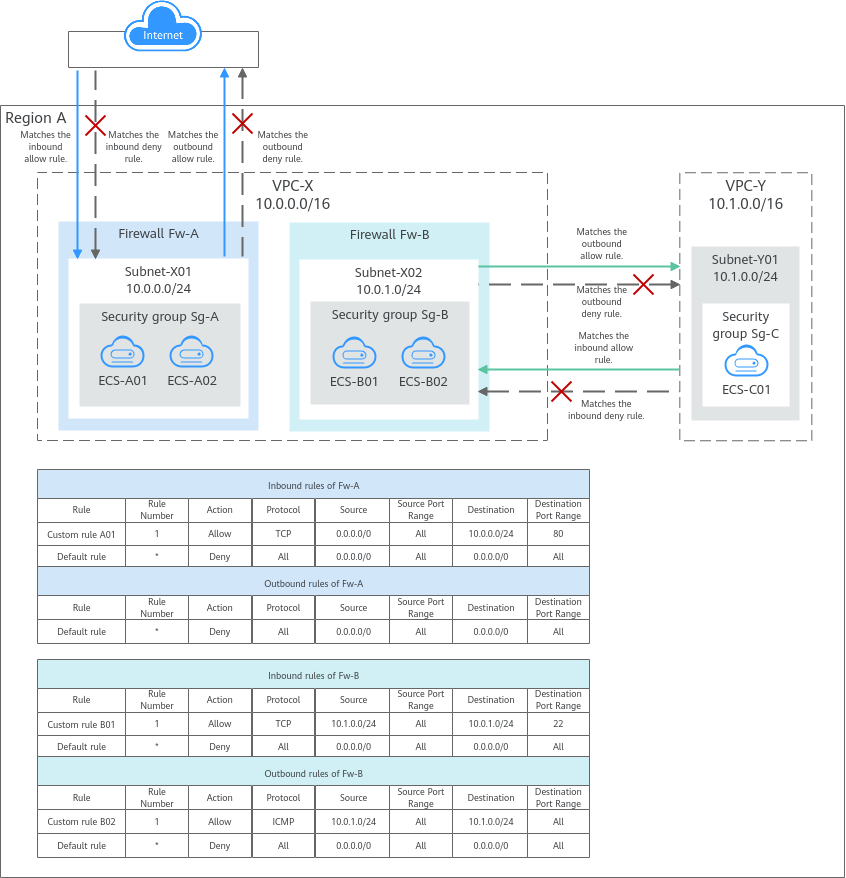 Internet
Region A
Matches the
inbound
allow rule.
Matches the
inbound deny
rule.
Matches the
outbound
allow rule.
Matches the
outbound
deny rule.
VPC-X
10.0.0.0/16
VPC-Y
10.1.0.0/16
Firewall Fw-A
Subnet-X01
10.0.0.0/24
Security group Sg-A
ECS-A01 ECS-A02
Firewall Fw-B
Subnet-X02
10.0.1.0/24
Security group Sg-B
ECS-B01 ECS-B02
Matches the
outbound
allow rule.
Matches the
outbound
deny rule.
Matches the
inbound allow
rule.
Matches the
inbound deny rule.
Subnet-Y01
10.1.0.0/24
Security
group Sg-C
ECS-C01
Inbound rules of Fw-A
Rule Rule Number Action Protocol Source Source Port Range Destination Destination Port Range
Custom rule A01 1 Allow TCP 0.0.0.0/0 All 10.0.0.0/24 80
Default rule * Deny All 0.0.0.0/0 All 0.0.0.0/0 All
Outbound rules of Fw-A
Rule Rule Number Action Protocol Source Source Port Range Destination Destination Port Range
Default rule * Deny All 0.0.0.0/0 All 0.0.0.0/0 All
Inbound rules of Fw-B
Rule Rule Number Action Protocol Source Source Port Range Destination Destination Port Range
Custom rule B01 1 Allow TCP 10.1.0.0/24 All 10.0.1.0/24 22
Default rule * Deny All 0.0.0.0/0 All 0.0.0.0/0 All
Outbound rules of Fw-B
Rule Rule Number Action Protocol Source Source Port Range Destination Destination Port Range
Custom rule B02 1 Allow ICMP 10.0.1.0/24 All 10.1.0.0/24 All
Default rule * Deny All 0.0.0.0/0 All 0.0.0.0/0 All